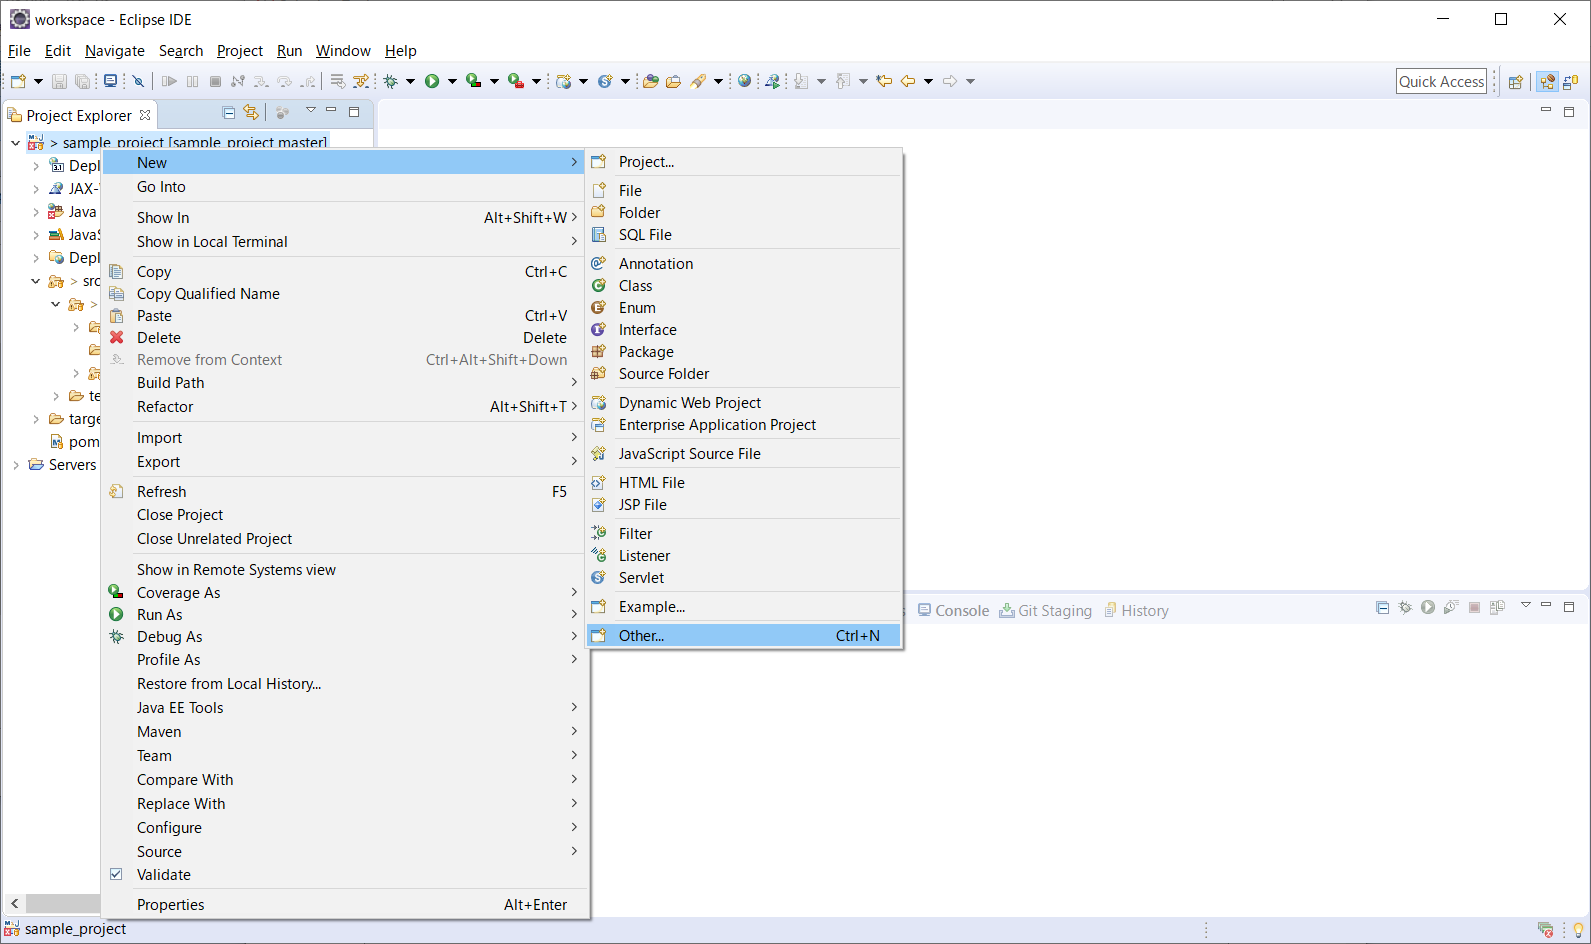 workspace - Eclipse IDE
File Edit Navigate Search Project Run Window Help
Quick Access
Project Explorer
> sample_project [sample_project master]
Depl
JAX-
Java
JavaS
Depl
> src
>
te
targe
pom
Servers
New
Go Into
Show In Alt+Shift+W
Show in Local Terminal
Copy Ctrl+C
Copy Qualified Name
Paste Ctrl+V
Delete Delete
Remove from Context Ctrl+Alt+Shift+Down
Build Path
Refactor Alt+Shift+T
Import
Export
Refresh F5
Close Project
Close Unrelated Project
Show in Remote Systems view
Coverage As
Run As
Debug As
Profile As
Restore from Local History...
Java EE Tools
Maven
Team
Compare With
Replace With
Configure
Source
Validate
Properties Alt+Enter
Project...
File
Folder
SQL File
Annotation
Class
Enum
Interface
Package
Source Folder
Dynamic Web Project
Enterprise Application Project
JavaScript Source File
HTML File
JSP File
Filter
Listener
Servlet
Example...
Other... Ctrl+N
Console Git Staging History
sample_project